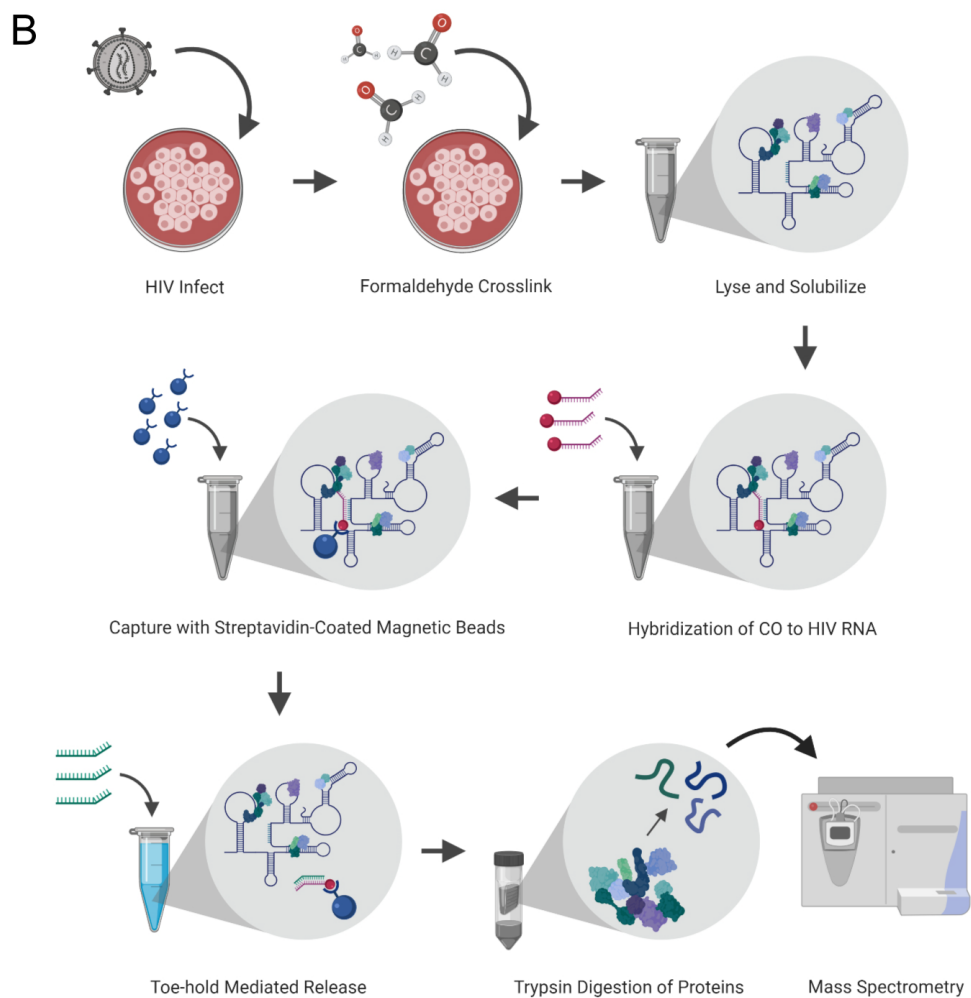 B
O
C
H
H
O
C
H
H
O
C
H
H
HIV Infect
Formaldehyde Crosslink
Lyse and Solubilize
Capture with Streptavidin-Coated Magnetic Beads
Hybridization of CO to HIV RNA
Toe-hold Mediated Release
Trypsin Digestion of Proteins
Mass Spectrometry